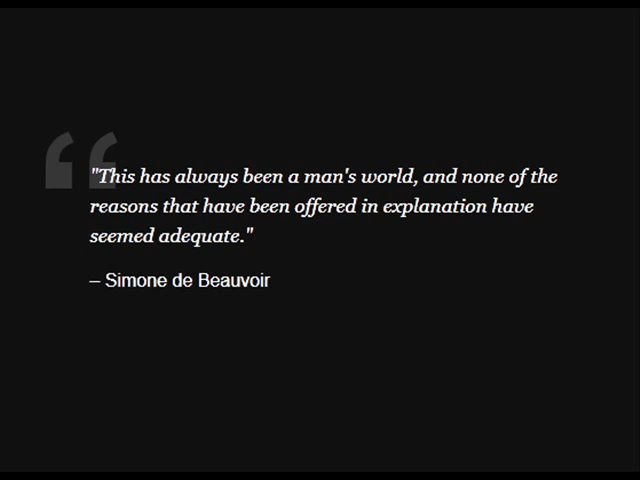 "This has always been a man's world, and none of the
reasons that have been offered in explanation have
seemed adequate."
– Simone de Beauvoir